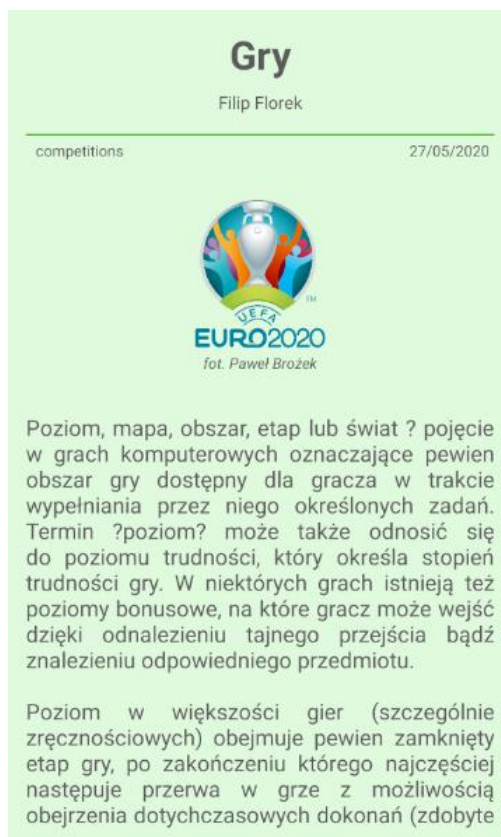 Gry
Filip Florek
competitions 27/05/2020
TM
UEFA
EURO2020
fot. Paweł Brożek
Poziom, mapa, obszar, etap lub świat ? pojęcie
w grach komputerowych oznaczające pewien
obszar gry dostępny dla gracza w trakcie
wypełniania przez niego określonych zadań.
Termin ?poziom? może także odnosić się
do poziomu trudności, który określa stopień
trudności gry. W niektórych grach istnieją też
poziomy bonusowe, na które gracz może wejść
dzięki odnalezieniu tajnego przejścia bądź
znalezieniu odpowiedniego przedmiotu.
Poziom w większości gier (szczególnie
zręcznościowych) obejmuje pewien zamknięty
etap gry, po zakończeniu którego najczęściej
następuje przerwa w grze z możliwością
obejrzenia dotychczasowych dokonań (zdobyte